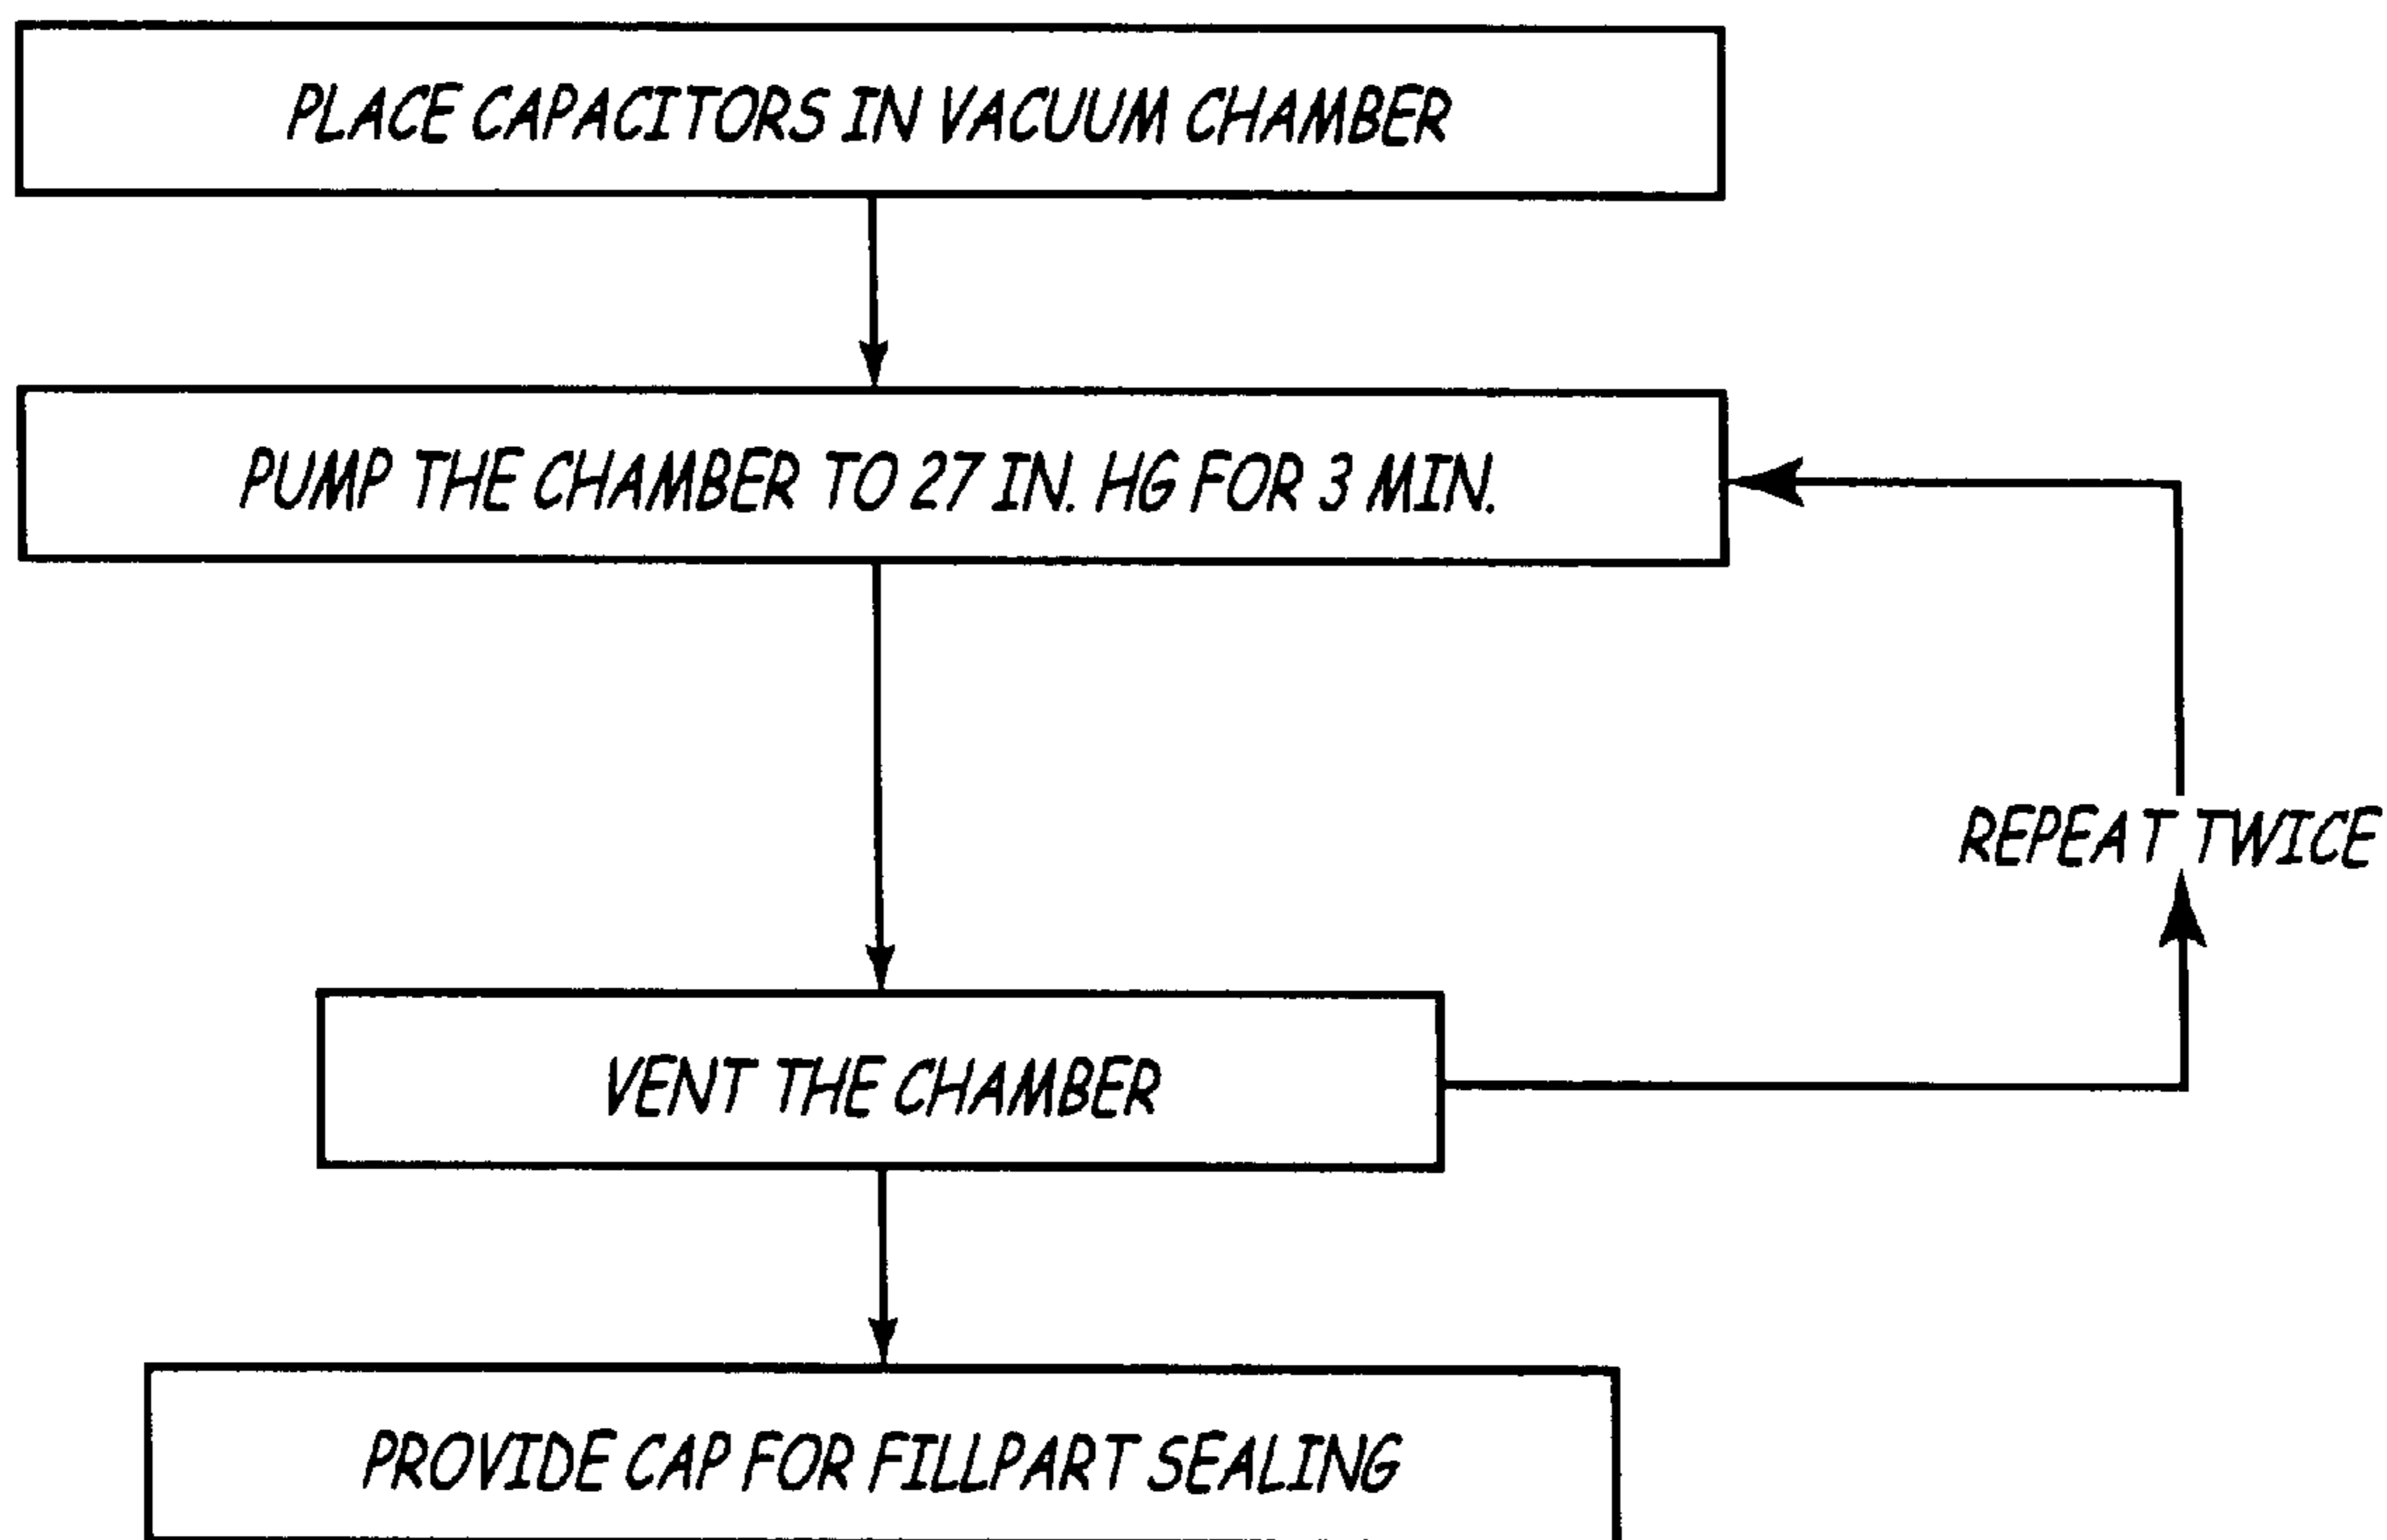 PLACE CAPACITORS IN VACUUM CHAMBER
PUMP THE CHAMBER TO 27 IN. HG FOR 3 MIN.
REPEAT TWICE
VENT THE CHAMBER
PROVIDE CAP FOR FILLPART SEALING